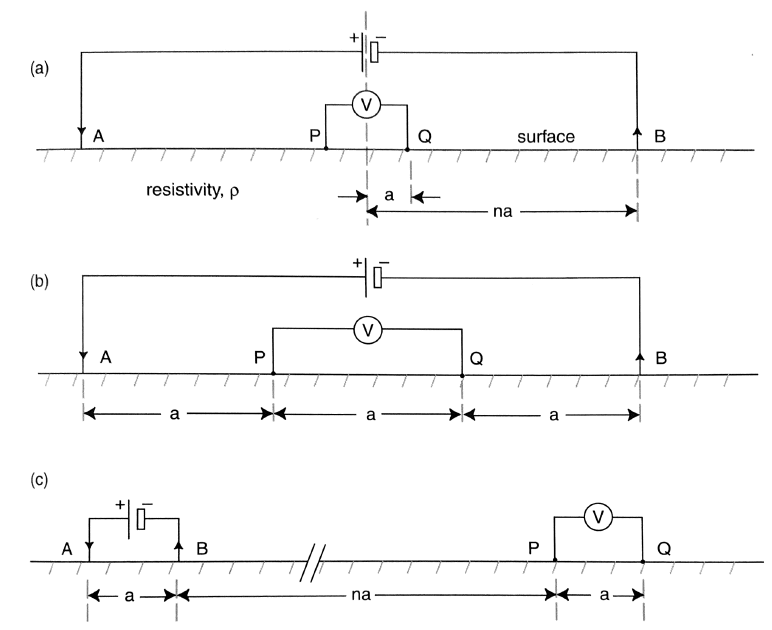 (a)
+ −
V
A P Q surface B
resistivity, ρ
a
na
(b)
+ −
V
A P Q B
a a a
(c)
+ −
V
A B P Q
a na a